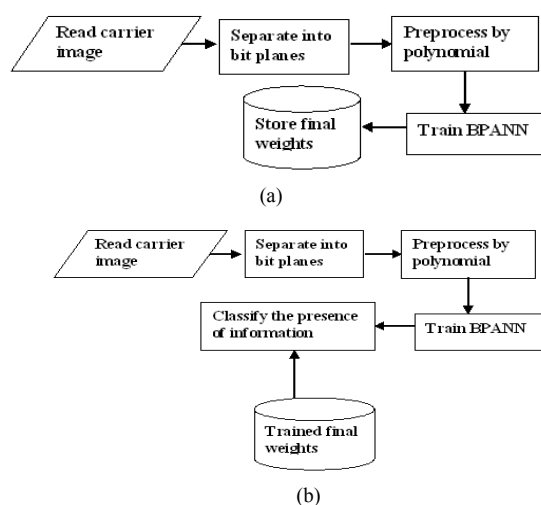 Read carrier
image
Separate into
bit planes
Preprocess by
polynomial
Store final
weights
Train BPANN
(a)
Read carrier
image
Separate into
bit planes
Preprocess by
polynomial
Classify the presence
of information
Train BPANN
Trained final
weights
(b)